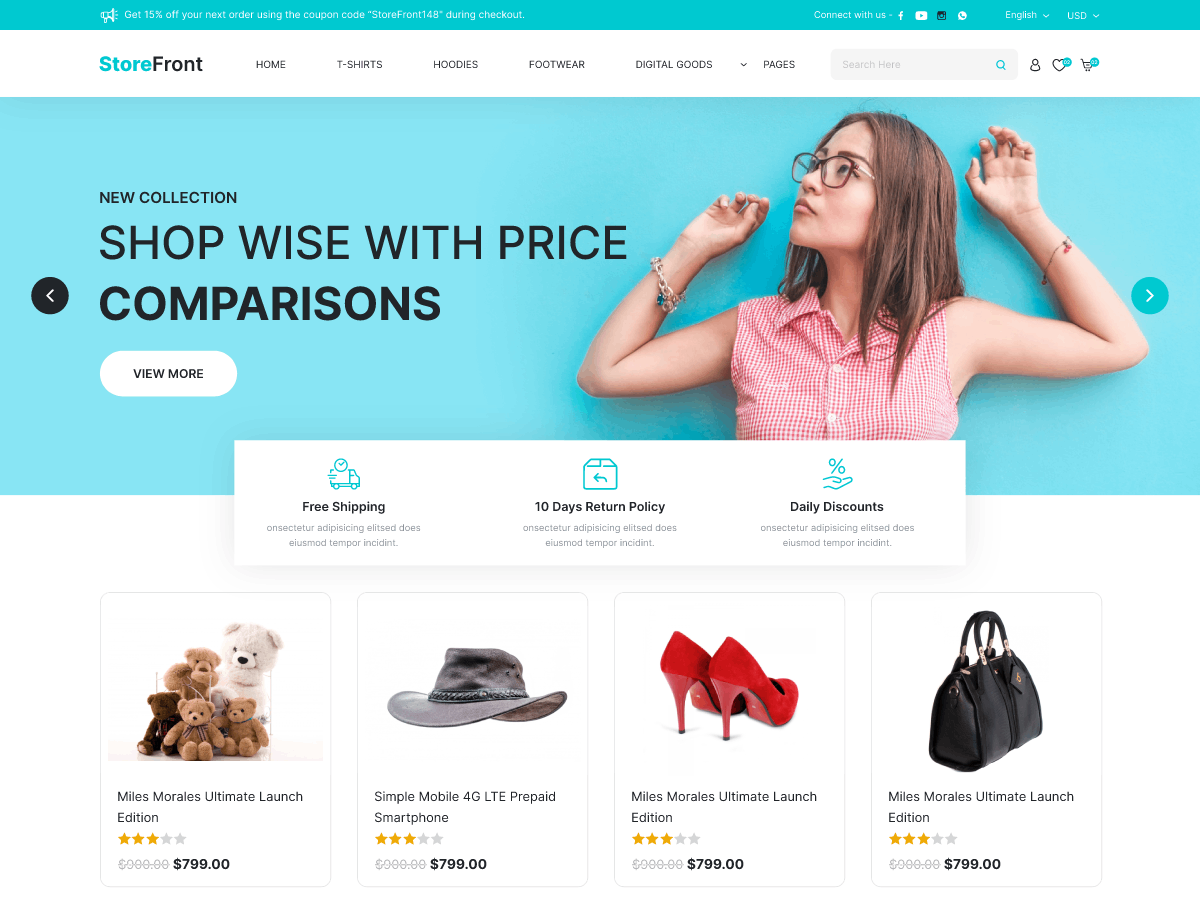 Get 15% off your next order using the coupon code "StoreFront148" during checkout.
Connect with us -
English
USD
StoreFront
HOME
T-SHIRTS
HOODIES
FOOTWEAR
DIGITAL GOODS
PAGES
Search Here
NEW COLLECTION
SHOP WISE WITH PRICE
COMPARISONS
VIEW MORE
Free Shipping
onsectetur adipisicing elitsed does
eiusmod tempor incidint.
10 Days Return Policy
onsectetur adipisicing elitsed does
eiusmod tempor incidint.
Daily Discounts
onsectetur adipisicing elitsed does
eiusmod tempor incidint.
Miles Morales Ultimate Launch
Edition
$900.00 $799.00
Simple Mobile 4G LTE Prepaid
Smartphone
$900.00 $799.00
Miles Morales Ultimate Launch
Edition
$900.00 $799.00
Miles Morales Ultimate Launch
Edition
$900.00 $799.00